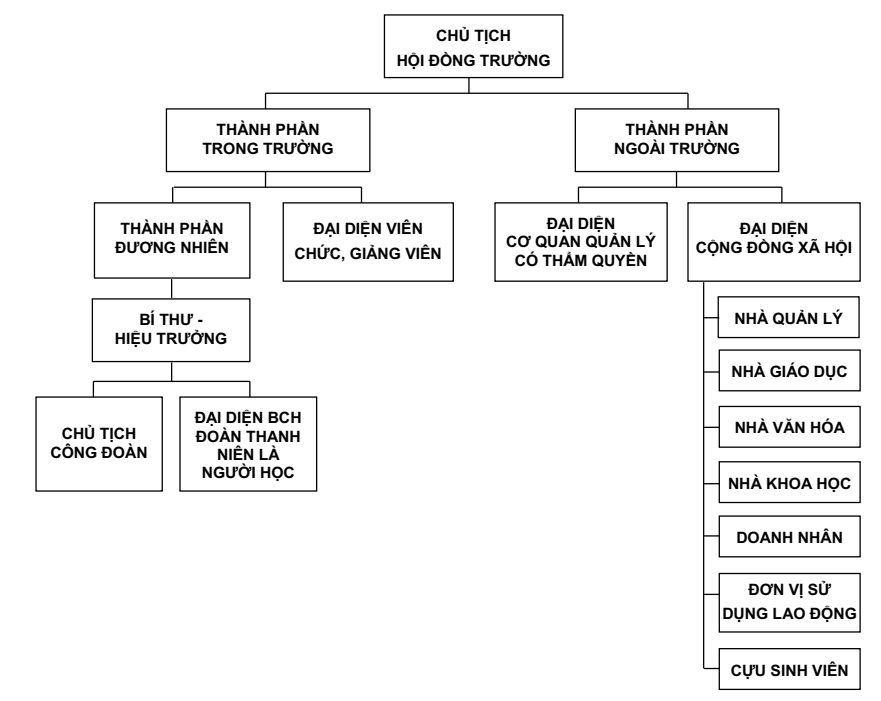 CHỦ TỊCH
HỘI ĐỒNG TRƯỜNG
THÀNH PHẦN
TRONG TRƯỜNG
THÀNH PHẦN
NGOÀI TRƯỜNG
THÀNH PHẦN
ĐƯƠNG NHIÊN
ĐẠI DIỆN VIÊN
CHỨC, GIẢNG VIÊN
ĐẠI DIỆN
CƠ QUAN QUẢN LÝ
CÓ THẨM QUYỀN
ĐẠI DIỆN
CỘNG ĐỒNG XÃ HỘI
BÍ THƯ -
HIỆU TRƯỞNG
CHỦ TỊCH
CÔNG ĐOÀN
ĐẠI DIỆN BCH
ĐOÀN THANH
NIÊN LÀ
NGƯỜI HỌC
NHÀ QUẢN LÝ
NHÀ GIÁO DỤC
NHÀ VĂN HÓA
NHÀ KHOA HỌC
DOANH NHÂN
ĐƠN VỊ SỬ
DỤNG LAO ĐỘNG
CỰU SINH VIÊN